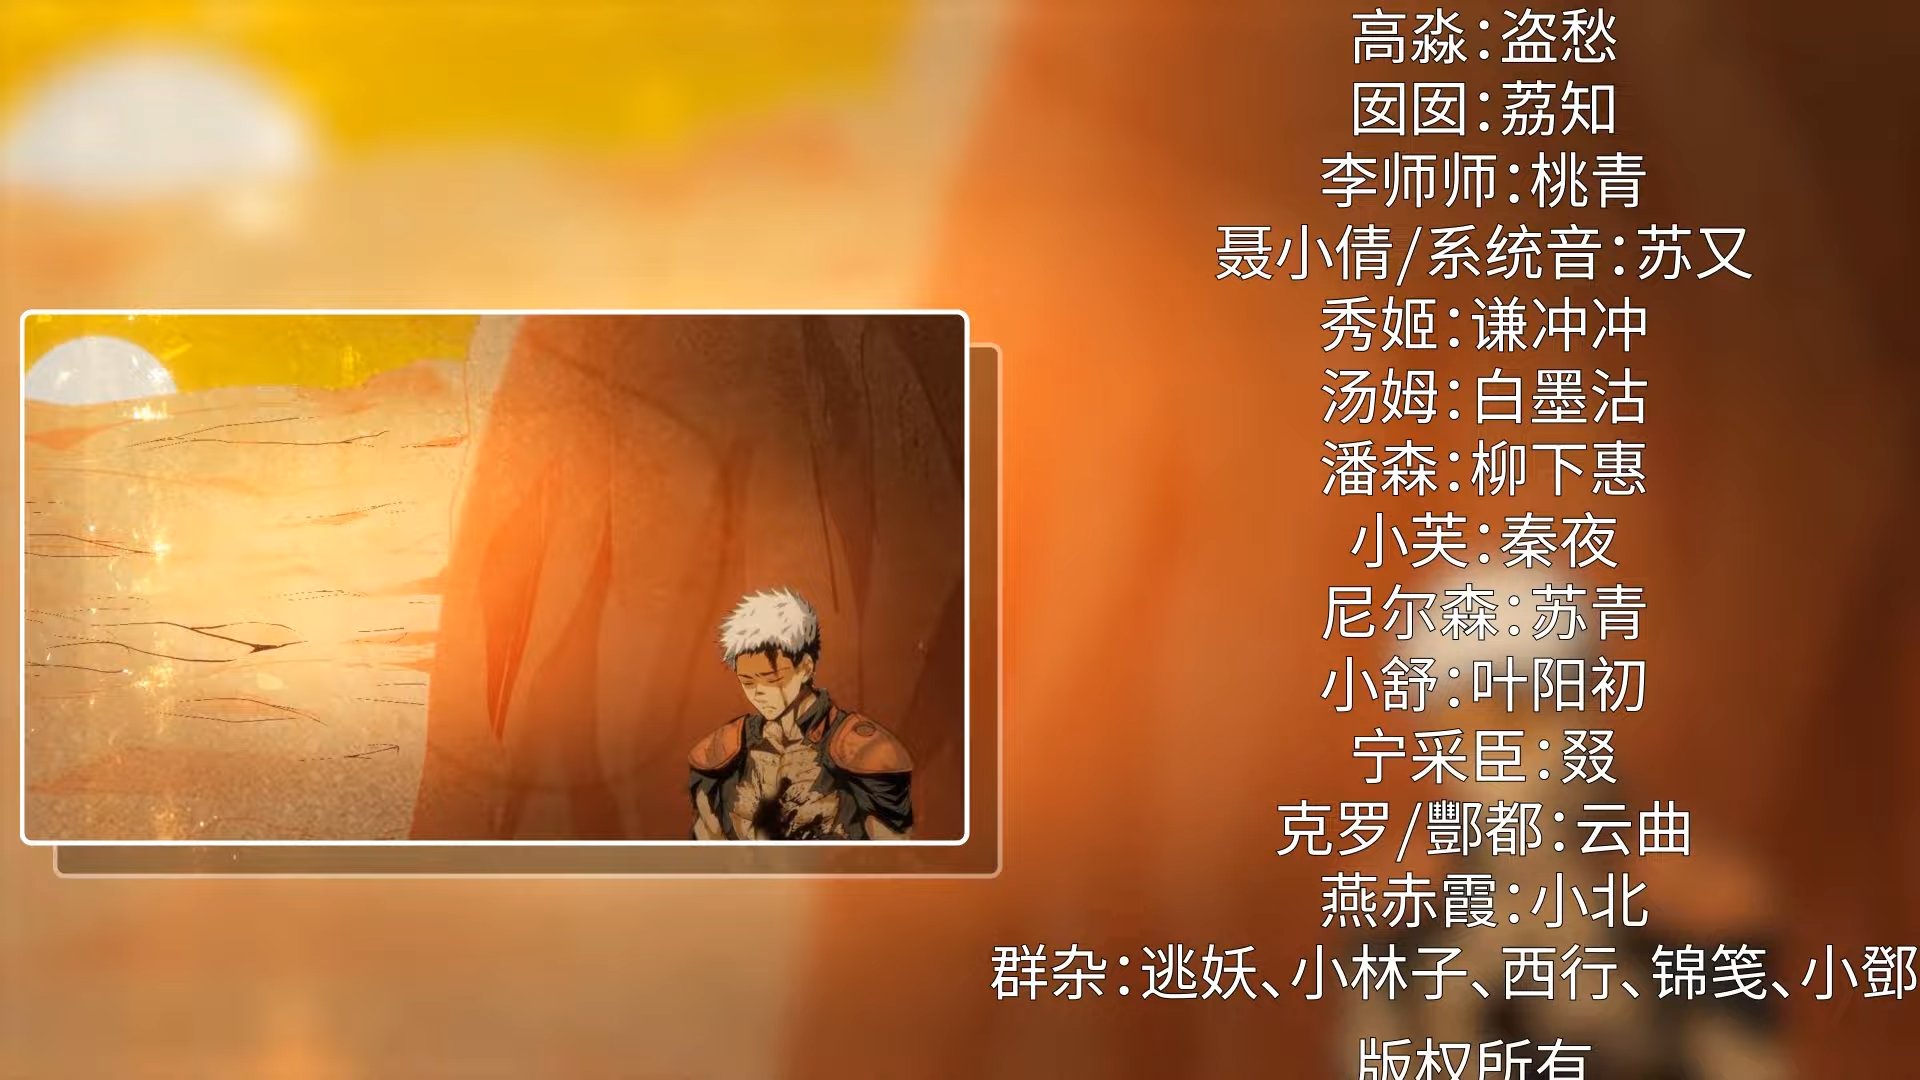 高淼：盗愁
囡囡：荔知
李师师：桃青
聂小倩/系统音：苏又
秀姬：谦冲冲
汤姆：白墨沽
潘森：柳下惠
小芙：秦夜
尼尔森：苏青
小舒：叶阳初
宁采臣：叕
克罗/酆都：云曲
燕赤霞：小北
群杂：逃妖、小林子、西行、锦笺、小鄧
版权所有